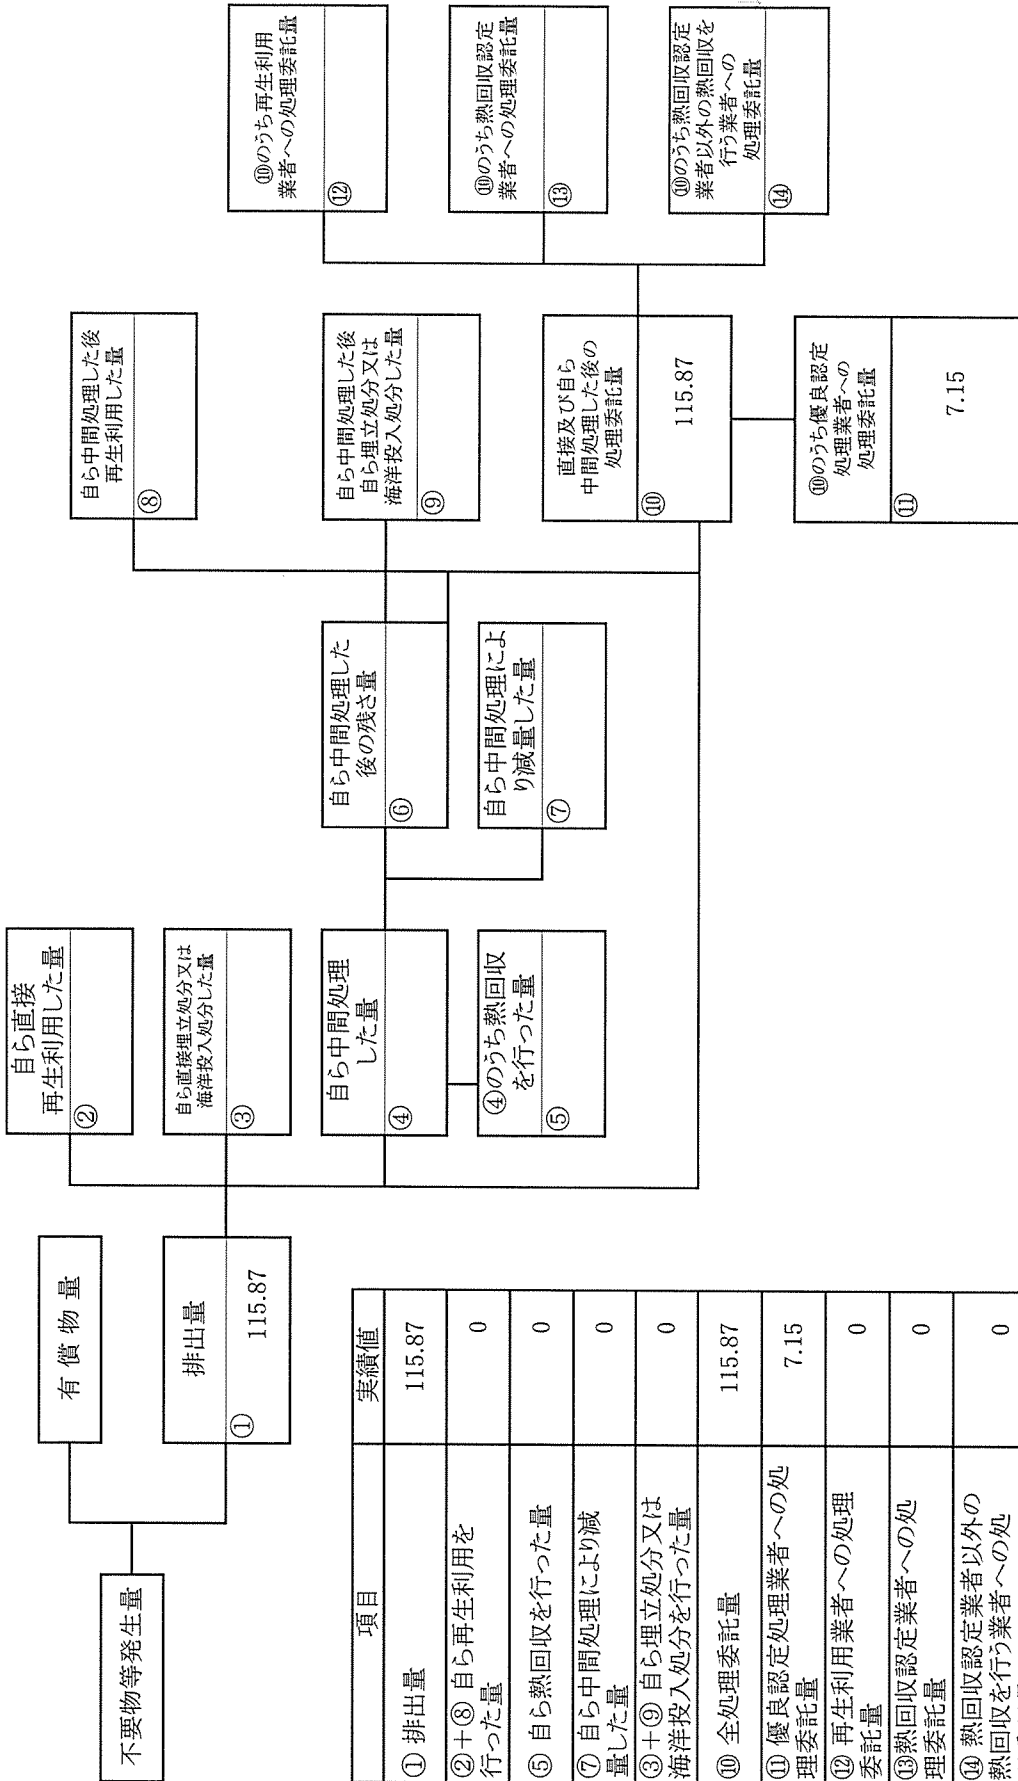 不要物等発生量
有 償 物 量
排出量
①
115.87
自ら直接
再生利用した量
②
自ら直接埋立処分又は
海洋投入処分した量
③
自ら中間処理
した量
④
④のうち熱回収
を行った量
⑤
自ら中間処理した
後の残さ量
⑥
自ら中間処理によ
り減量した量
⑦
自ら中間処理した後
再生利用した量
⑧
自ら中間処理した後
自ら埋立処分又は
海洋投入処分した量
⑨
直接及び自ら
中間処理した後の
処理委託量
⑩
115.87
⑩のうち優良認定
処理業者への
処理委託量
⑪
7.15
⑩のうち再生利用
業者への処理委託量
⑫
⑩のうち熱回収認定
業者への処理委託量
⑬
⑩のうち熱回収認定
業者以外の熱回収を
行う業者への
処理委託量
⑭
項目
実績値
① 排出量
115.87
②+⑧ 自ら再生利用を
行った量
0
⑤ 自ら熱回収を行った量
0
⑦ 自ら中間処理により減
量した量
0
③+⑨ 自ら埋立処分又は
海洋投入処分を行った量
0
⑩ 全処理委託量
115.87
⑪ 優良認定処理業者への処
理委託量
7.15
⑫ 再生利用業者への処理
委託量
0
⑬熱回収認定業者への処
理委託量
0
⑭ 熱回収認定業者以外の
熱回収を行う業者への処
0